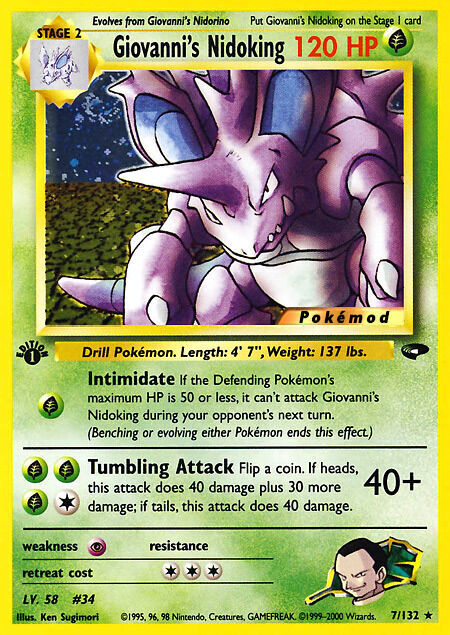 Evolves from Giovanni's Nidorino
Put Giovanni's Nidoking on the Stage 1 card
STAGE 2
Giovanni's Nidoking 120 HP
Pokémod
EDITION
1
Drill Pokémon. Length: 4' 7", Weight: 137 lbs.
Intimidate If the Defending Pokémon's
maximum HP is 50 or less, it can't attack Giovanni's
Nidoking during your opponent's next turn.
(Benching or evolving either Pokémon ends this effect.)
Tumbling Attack Flip a coin. If heads,
this attack does 40 damage plus 30 more
damage; if tails, this attack does 40 damage.
40+
weakness
resistance
retreat cost
LV. 58 #34
Illus. Ken Sugimori
©1995, 96, 98 Nintendo, Creatures, GAMEFREAK. ©1999-2000 Wizards.
7/132 ★